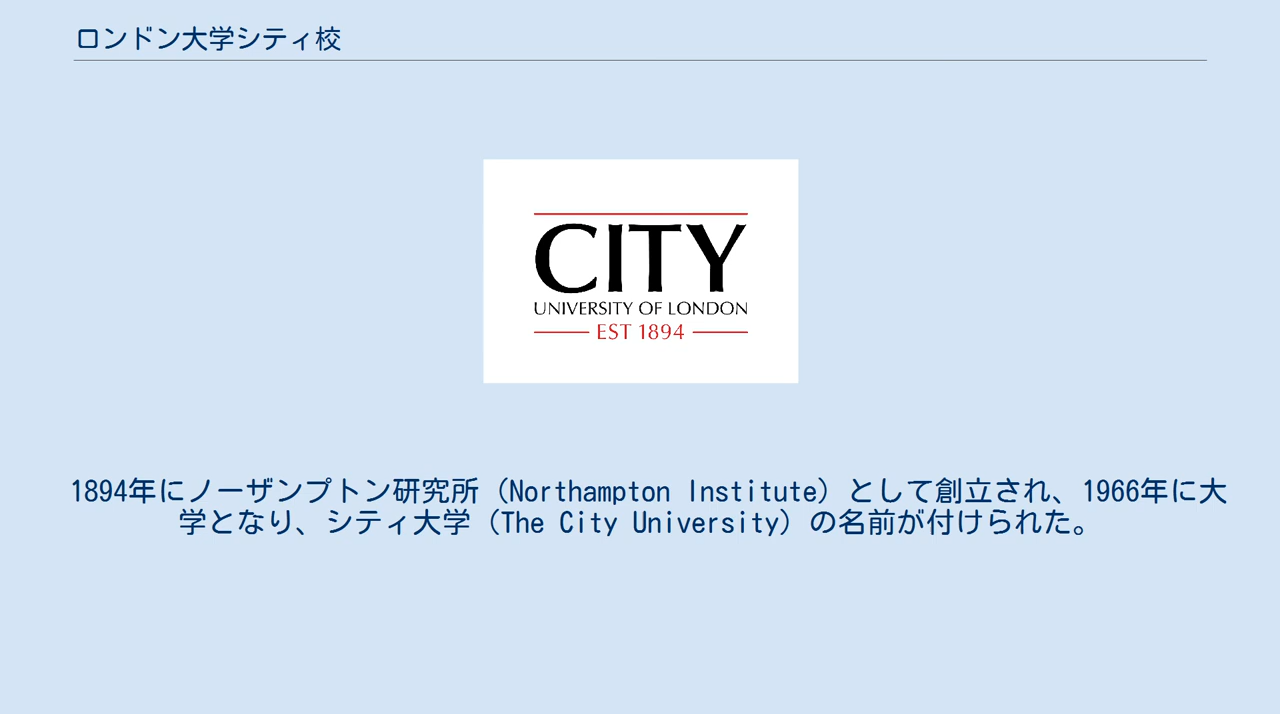 ロンドン大学シティ校
CITY
UNIVERSITY OF LONDON
EST 1894
1894年にノーザンプトン研究所（Northampton Institute）として創立され、1966年に大
学となり、シティ大学（The City University）の名前が付けられた。